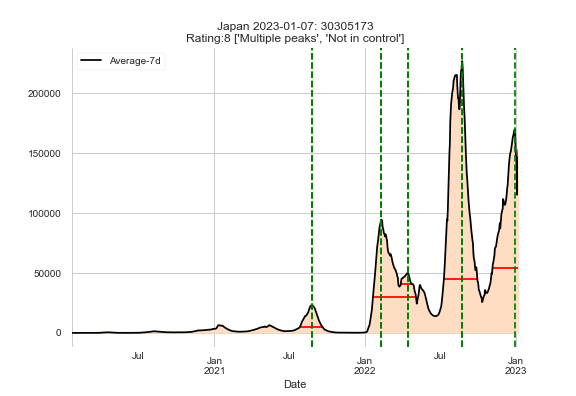 Japan 2023-01-07: 30305173
Rating:8 ['Multiple peaks', 'Not in control']
Average-7d
200000
150000
100000
50000
0
Jul
Jan
2021
Jul
Jan
2022
Jul
Jan
2023
Date